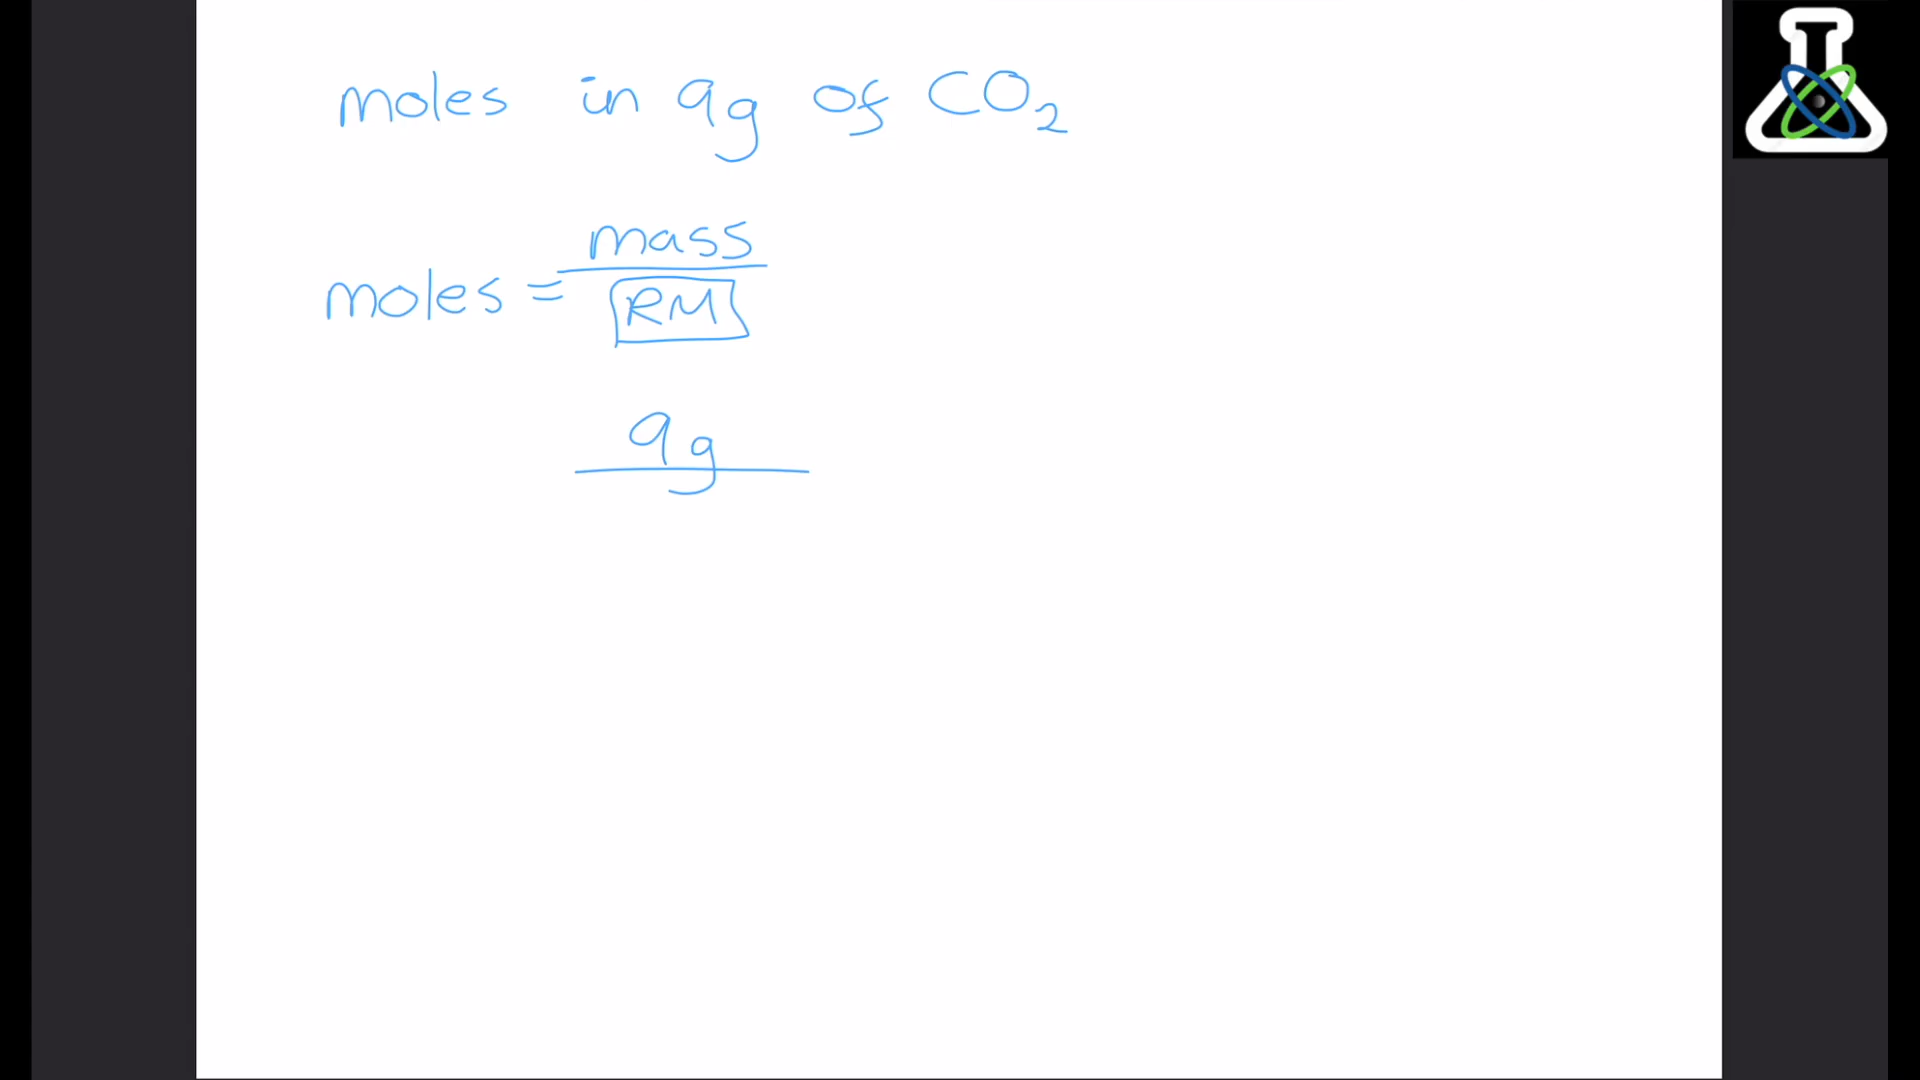 moles in 9g of CO₂
moles = mass
RM
9g